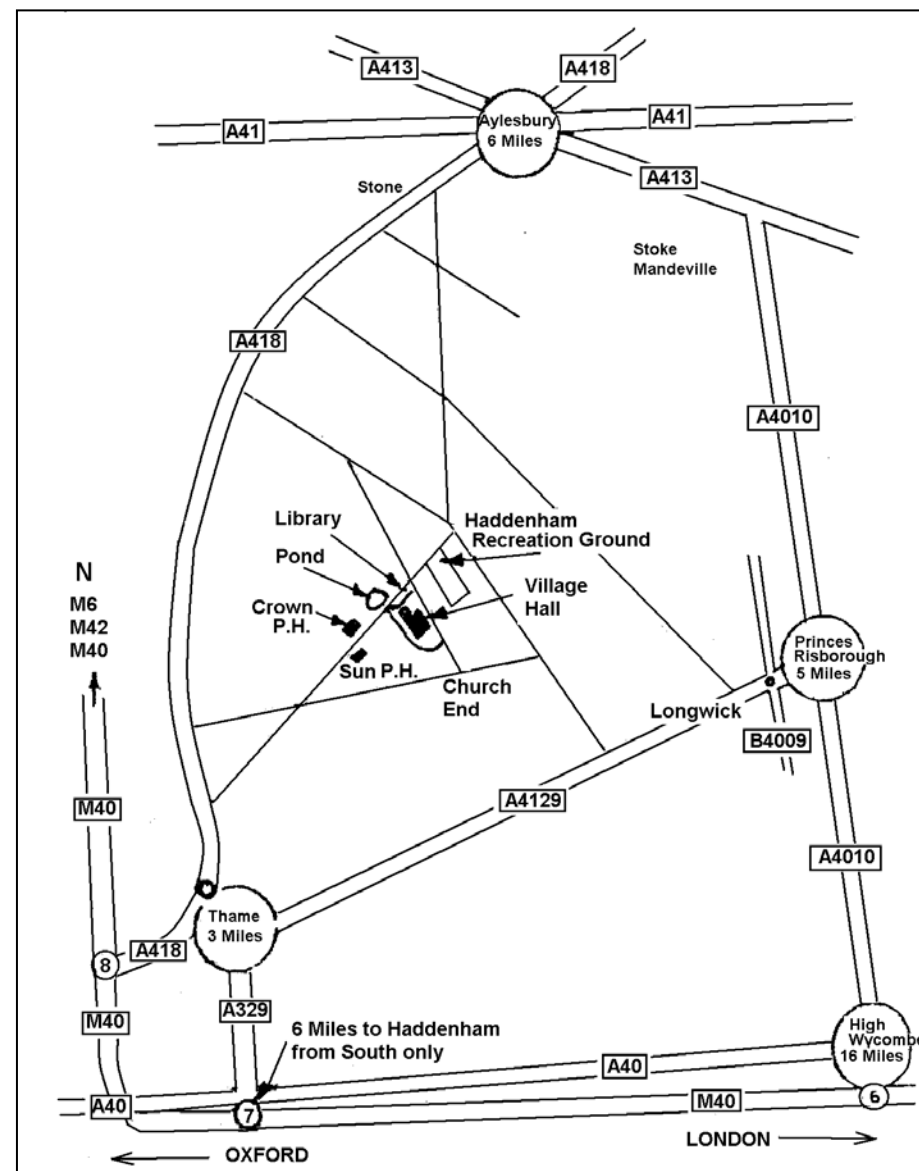 A413
A418
A41
Aylesbury
6 Miles
A41
A413
Stone
Stoke
Mandeville
A418
A4010
Library
Haddenham
Recreation Ground
Pond
Village
Hall
Crown
P.H.
Sun P.H.
Church
End
N
M6
M42
M40
Princes
Risborough
5 Miles
Longwick
B4009
M40
A4129
A4010
Thame
3 Miles
A418
8
A329
M40
6 Miles to Haddenham
from South only
High
Wycombe
16 Miles
A40
A40
7
M40
6
OXFORD
LONDON